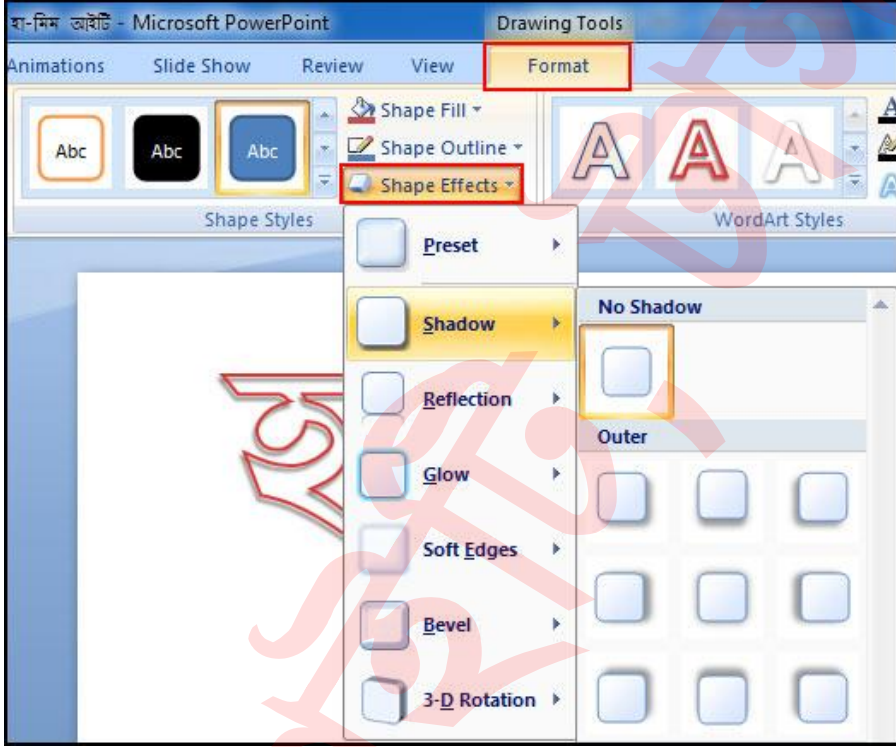 হা-মিম আইটি - Microsoft PowerPoint
Drawing Tools
Animations Slide Show Review View Format
Abc Abc Abc
Shape Fill
Shape Outline
Shape Effects
A A A
Shape Styles
WordArt Styles
Preset
Shadow
Reflection
Glow
Soft Edges
Bevel
3-D Rotation
No Shadow
Outer